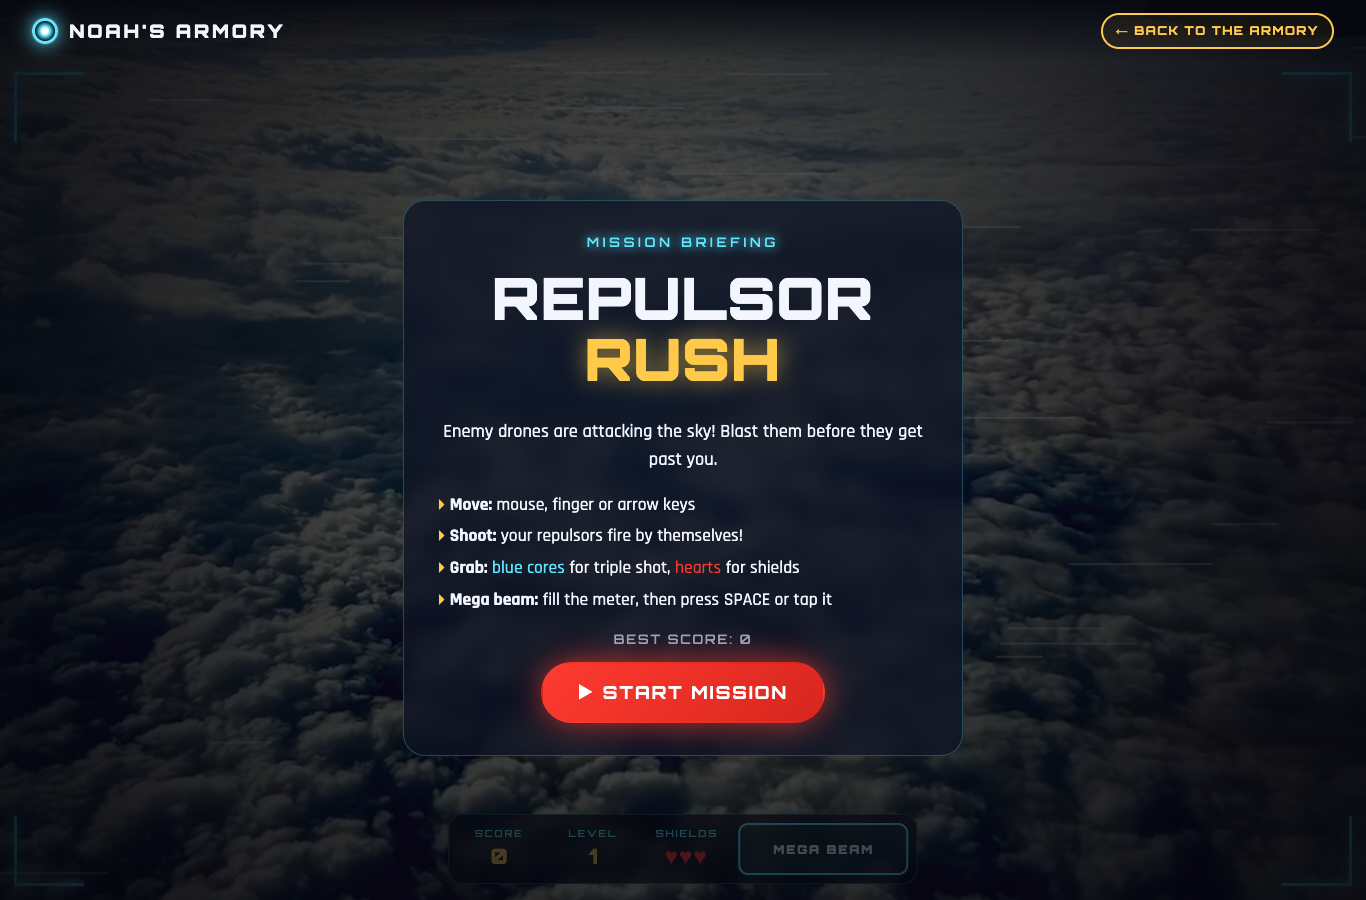 NOAH'S ARMORY
← BACK TO THE ARMORY
MISSION BRIEFING
REPULSOR
RUSH
Enemy drones are attacking the sky! Blast them before they get
past you.
Move: mouse, finger or arrow keys
Shoot: your repulsors fire by themselves!
Grab: blue cores for triple shot, hearts for shields
Mega beam: fill the meter, then press SPACE or tap it
BEST SCORE: 0
▶ START MISSION
SCORE LEVEL SHIELDS
0 1 ♥♥♥ MEGA BEAM